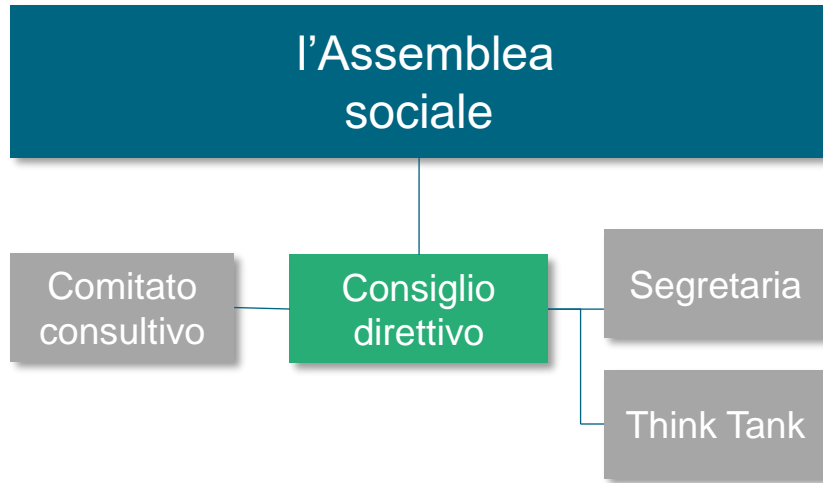 l’Assemblea
sociale
Comitato
consultivo
Consiglio
direttivo
Segretaria
Think Tank